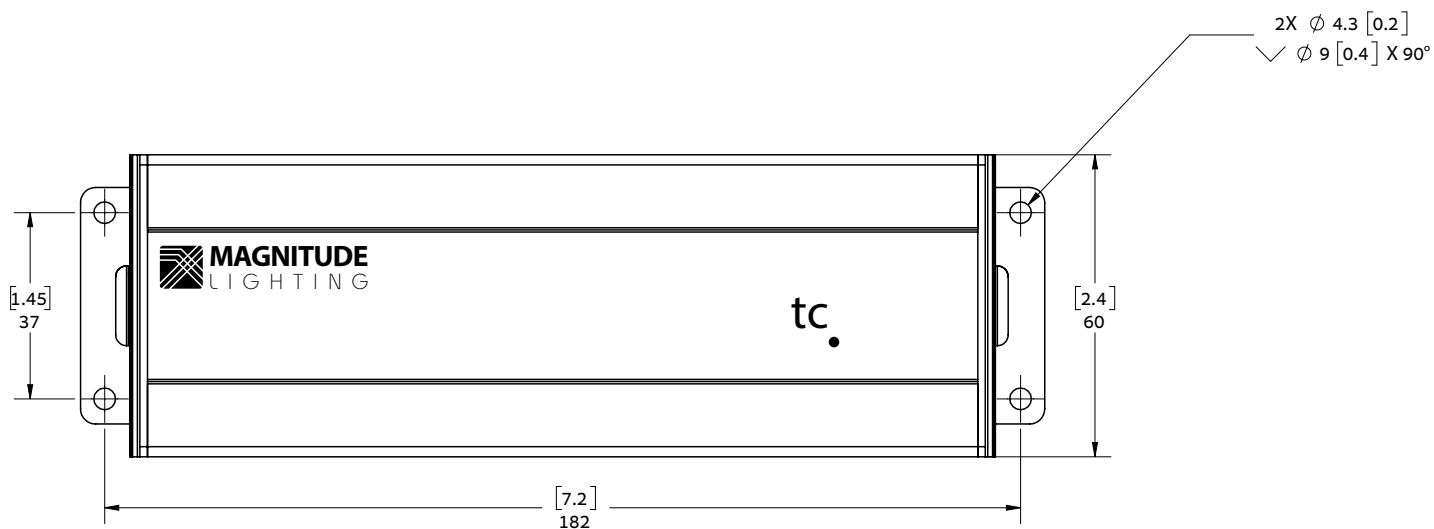 2X ⌀ 4.3 [0.2]
⌵ ⌀ 9 [0.4] X 90°
MAGNITUDE
LIGHTING
[1.45]
37
tc
[2.4]
60
[7.2]
182